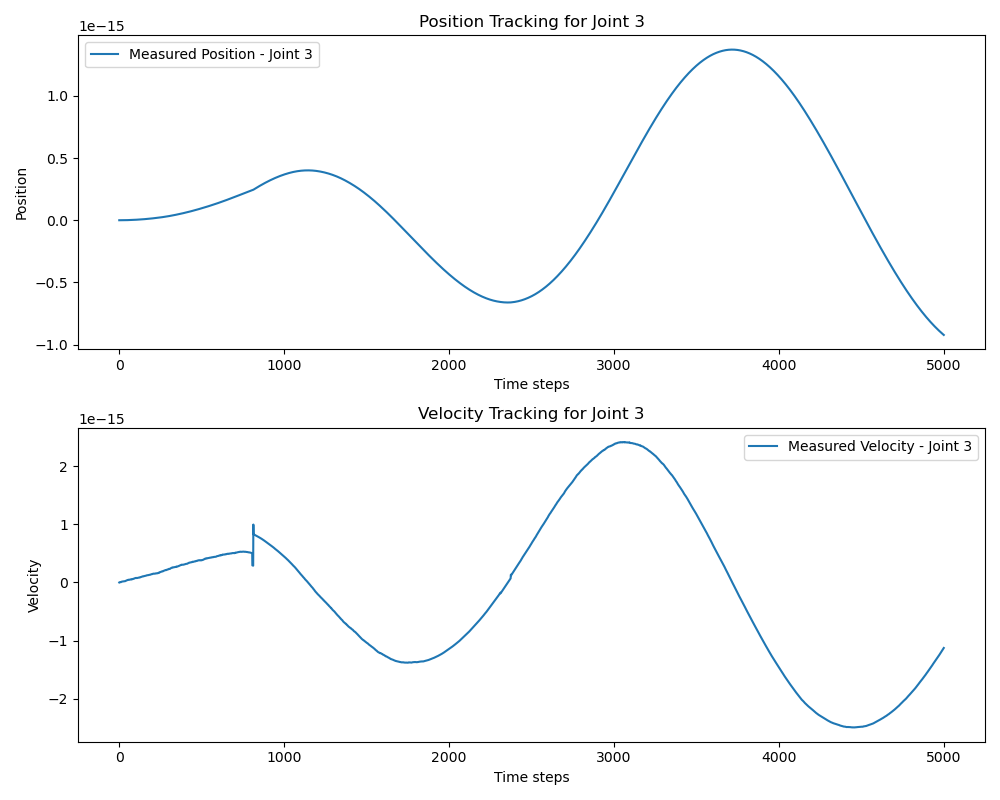 Position Tracking for Joint 3
1e−15
Measured Position - Joint 3
Position
1.0
0.5
0.0
−0.5
−1.0
0 1000 2000 3000 4000 5000
Time steps
Velocity Tracking for Joint 3
1e−15
Measured Velocity - Joint 3
Velocity
2
1
0
−1
−2
0 1000 2000 3000 4000 5000
Time steps